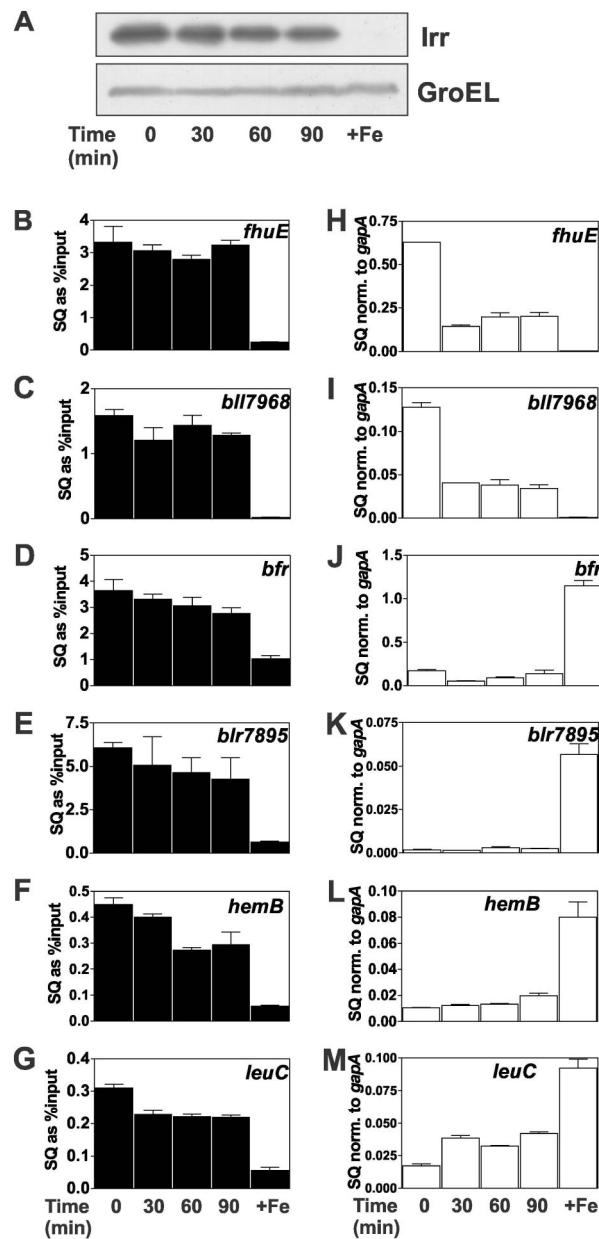 A
Irr
GroEL
Time (min) 0 30 60 90 +Fe
B
fhuE
SQ as %input
4
3
2
1
0
H
fhuE
SQ norm. to gapA
0.75
0.50
0.25
0.00
C
bll7968
SQ as %input
2
1
0
I
bll7968
SQ norm. to gapA
0.15
0.10
0.05
0.00
D
bfr
SQ as %input
5
4
3
2
1
0
J
bfr
SQ norm. to gapA
1.5
1.0
0.5
0.0
E
blr7895
SQ as %input
7.5
5.0
2.5
0.0
K
blr7895
SQ norm. to gapA
0.075
0.050
0.025
0.000
F
hemB
SQ as %input
0.5
0.4
0.3
0.2
0.1
0.0
L
hemB
SQ norm. to gapA
0.10
0.08
0.06
0.04
0.02
0.00
G
leuC
SQ as %input
0.4
0.3
0.2
0.1
0.0
Time (min) 0 30 60 90 +Fe
M
leuC
SQ norm. to gapA
0.100
0.075
0.050
0.025
0.000
Time (min) 0 30 60 90 +Fe